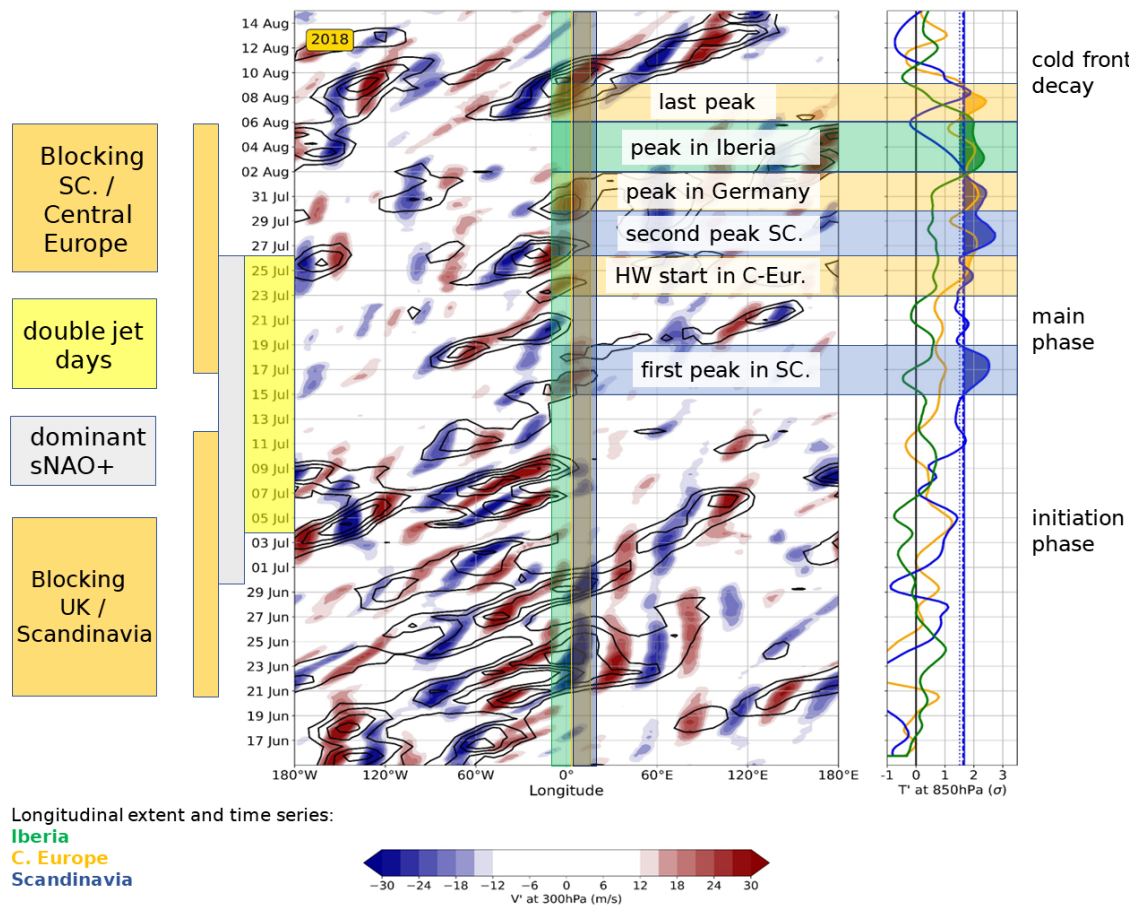 2018
14 Aug
12 Aug
10 Aug
08 Aug
06 Aug
04 Aug
02 Aug
31 Jul
29 Jul
27 Jul
25 Jul
23 Jul
21 Jul
19 Jul
17 Jul
15 Jul
13 Jul
11 Jul
09 Jul
07 Jul
05 Jul
03 Jul
01 Jul
29 Jun
27 Jun
25 Jun
23 Jun
21 Jun
19 Jun
17 Jun
180°W 120°W 60°W 0° 60°E 120°E 180°E
Longitude
Blocking
SC. /
Central
Europe
double jet
days
dominant
sNAO+
Blocking
UK /
Scandinavia
last peak
peak in Iberia
peak in Germany
second peak SC.
HW start in C-Eur.
first peak in SC.
-1 0 1 2 3
T' at 850hPa (σ)
cold front
decay
main
phase
initiation
phase
Longitudinal extent and time series:
Iberia
C. Europe
Scandinavia
−30 −24 −18 −12 −6 0 6 12 18 24 30
V' at 300hPa (m/s)